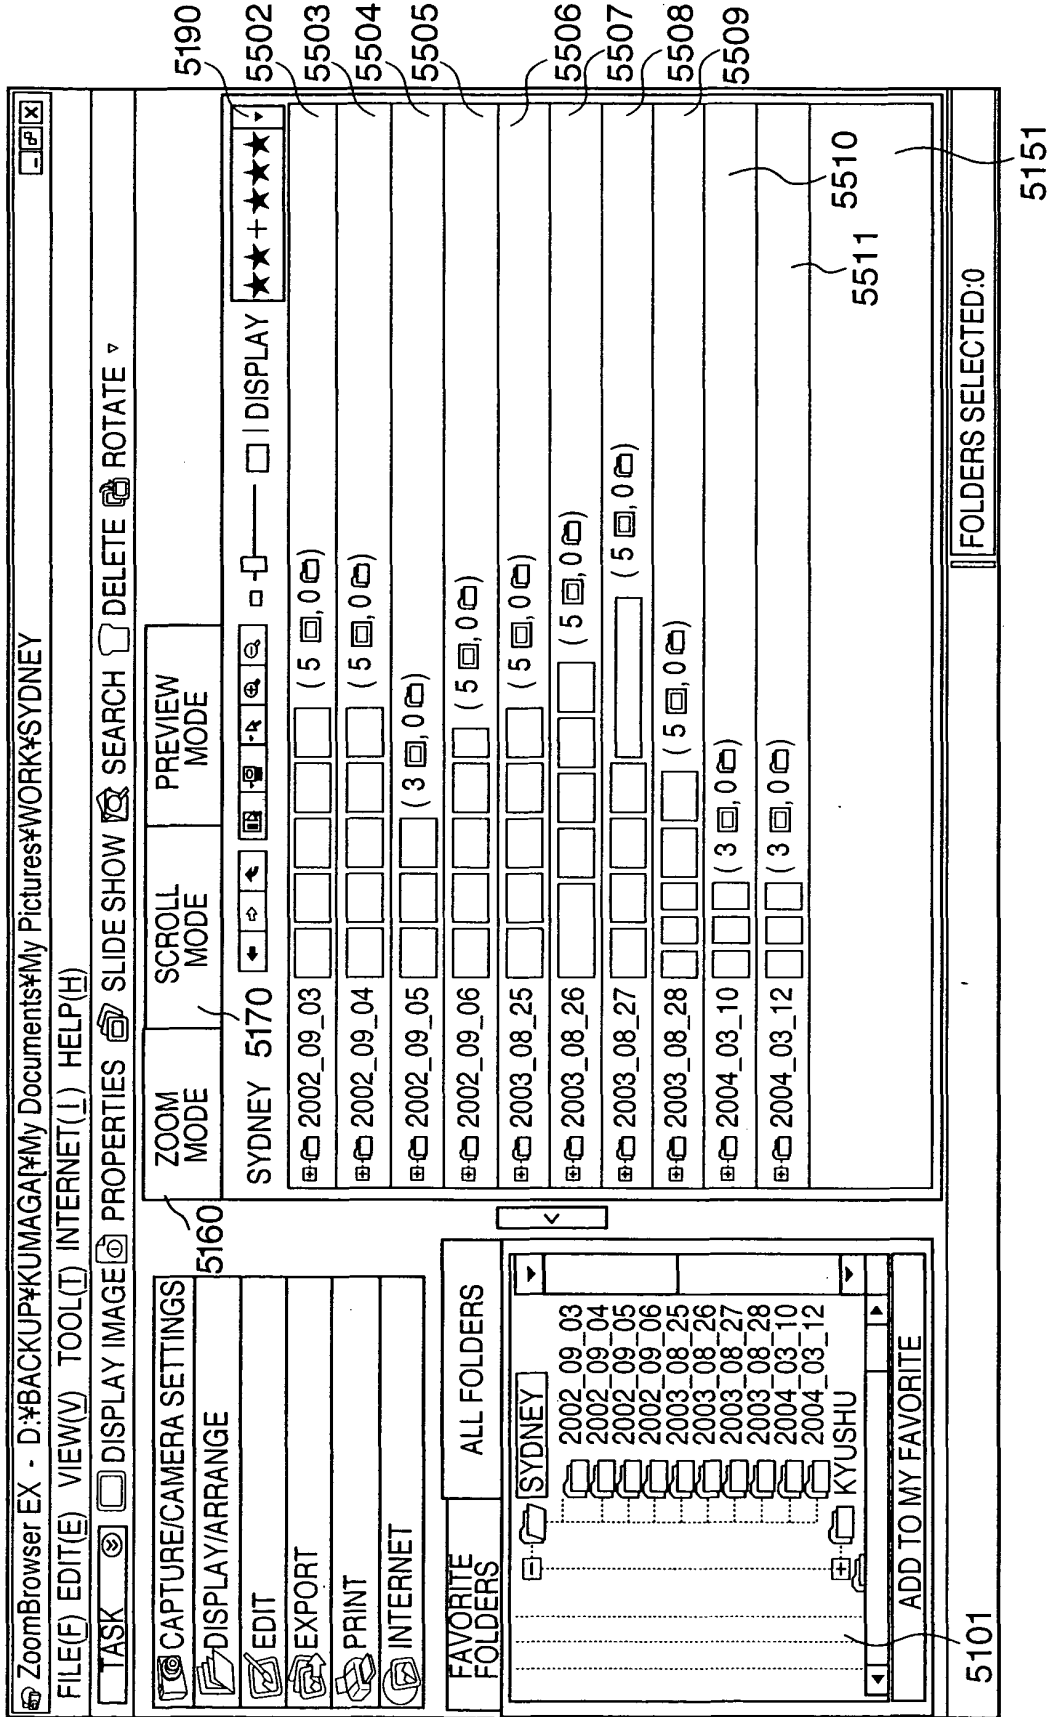 ZoomBrowser EX - D:¥BACKUP¥KUMAGA[¥My Documents¥My Pictures¥WORK¥SYDNEY
FILE(F) EDIT(E) VIEW(V) TOOL(T) INTERNET(I) HELP(H)
TASK DISPLAY IMAGE PROPERTIES SLIDE SHOW SEARCH DELETE ROTATE
CAPTURE/CAMERA SETTINGS
DISPLAY/ARRANGE
EDIT
EXPORT
PRINT
INTERNET
FAVORITE FOLDERS
ALL FOLDERS
SYDNEY
2002_09_03
2002_09_04
2002_09_05
2002_09_06
2003_08_25
2003_08_26
2003_08_27
2003_08_28
2004_03_10
2004_03_12
KYUSHU
ADD TO MY FAVORITE
5101
5160
ZOOM MODE
SCROLL MODE
PREVIEW MODE
SYDNEY 5170
DISPLAY ★★+★★★
2002_09_03 (5 , 0 )
2002_09_04 (5 , 0 )
2002_09_05 (3 , 0 )
2002_09_06 (5 , 0 )
2003_08_25 (5 , 0 )
2003_08_26 (5 , 0 )
2003_08_27 (5 , 0 )
2003_08_28 (5 , 0 )
2004_03_10 (3 , 0 )
2004_03_12 (3 , 0 )
FOLDERS SELECTED:0
5190
5502
5503
5504
5505
5506
5507
5508
5509
5510
5511
5151